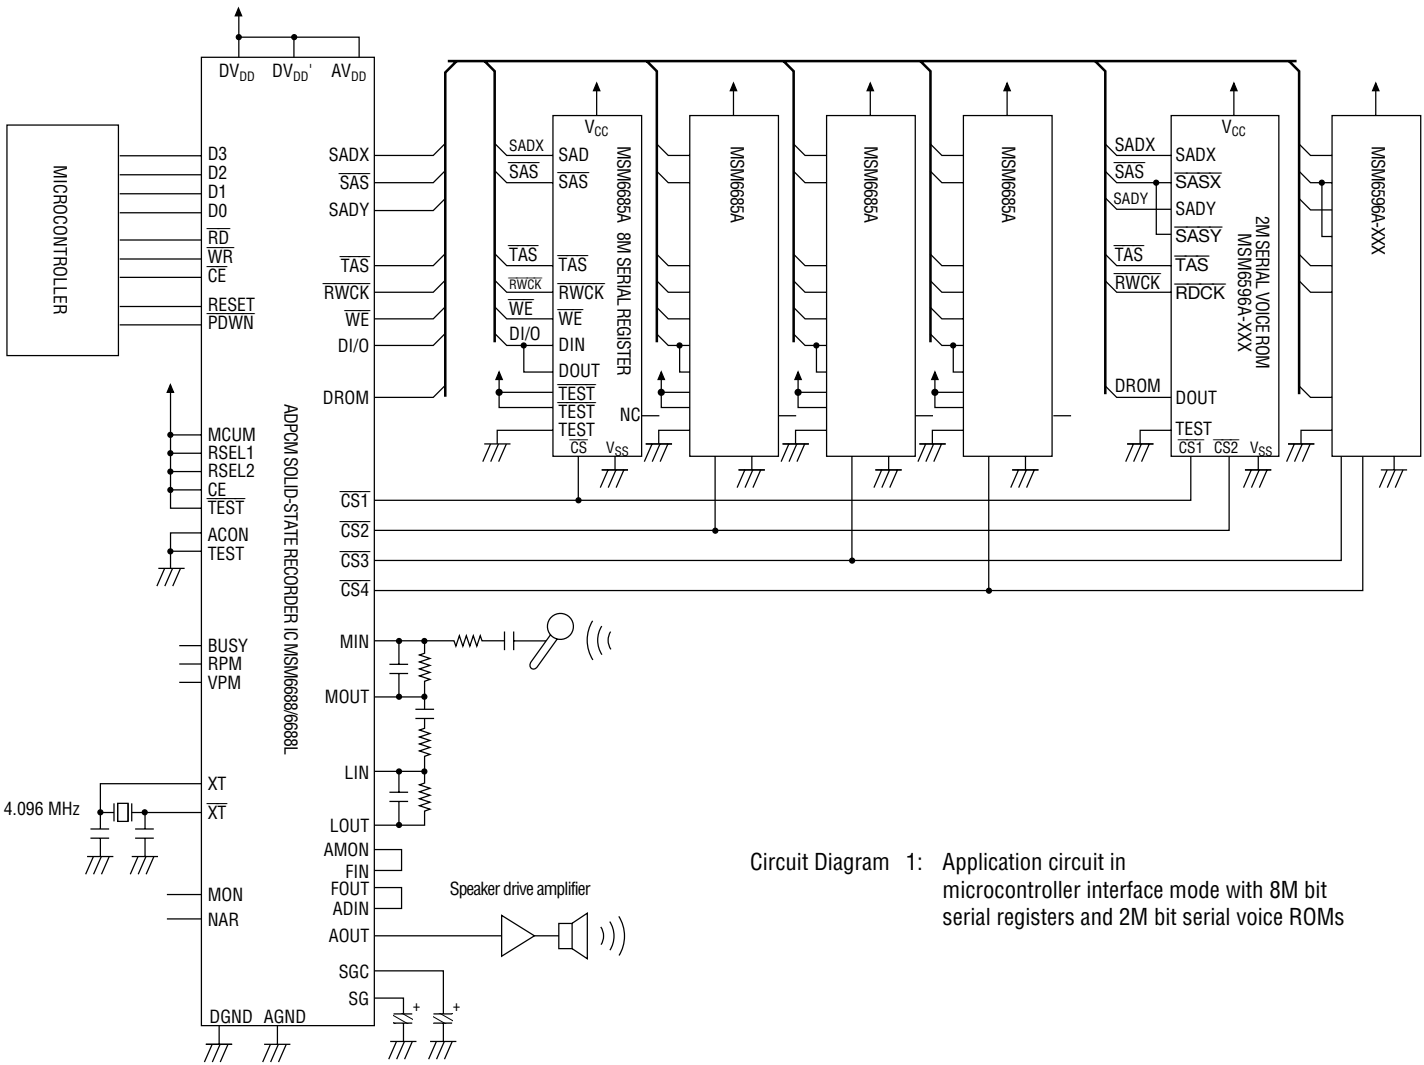 DVDD DVDD' AVDD
MICROCONTROLLER
D3
D2
D1
D0
RD
WR
CE
RESET
PDWN
MCUM
RSEL1
RSEL2
CE
TEST
ACON
TEST
BUSY
RPM
VPM
XT
4.096 MHz
XT
MON
NAR
DGND AGND
ADPCM SOLID-STATE RECORDER IC MSM6688/6688L
SADX
SAS
SADY
TAS
RWCK
WE
DI/O
DROM
CS1
CS2
CS3
CS4
MIN
MOUT
LIN
LOUT
AMON
FIN
FOUT
ADIN
AOUT
SGC
SG
+ +
Speaker drive amplifier
SADX
SAS
TAS
RWCK
WE
DI/O
VCC
SAD
SAS
TAS
RWCK
WE
DIN
DOUT
TEST
TEST
TEST
CS VSS
NC
MSM6685A 8M SERIAL REGISTER
MSM6685A
MSM6685A
MSM6685A
SADX
SAS
SADY
TAS
RWCK
DROM
VCC
SADX
SASX
SADY
SASY
TAS
RDCK
DOUT
TEST
CS1 CS2 VSS
2M SERIAL VOICE ROM
MSM6596A-XXX
MSM6596A-XXX
Circuit Diagram 1: Application circuit in
microcontroller interface mode with 8M bit
serial registers and 2M bit serial voice ROMs